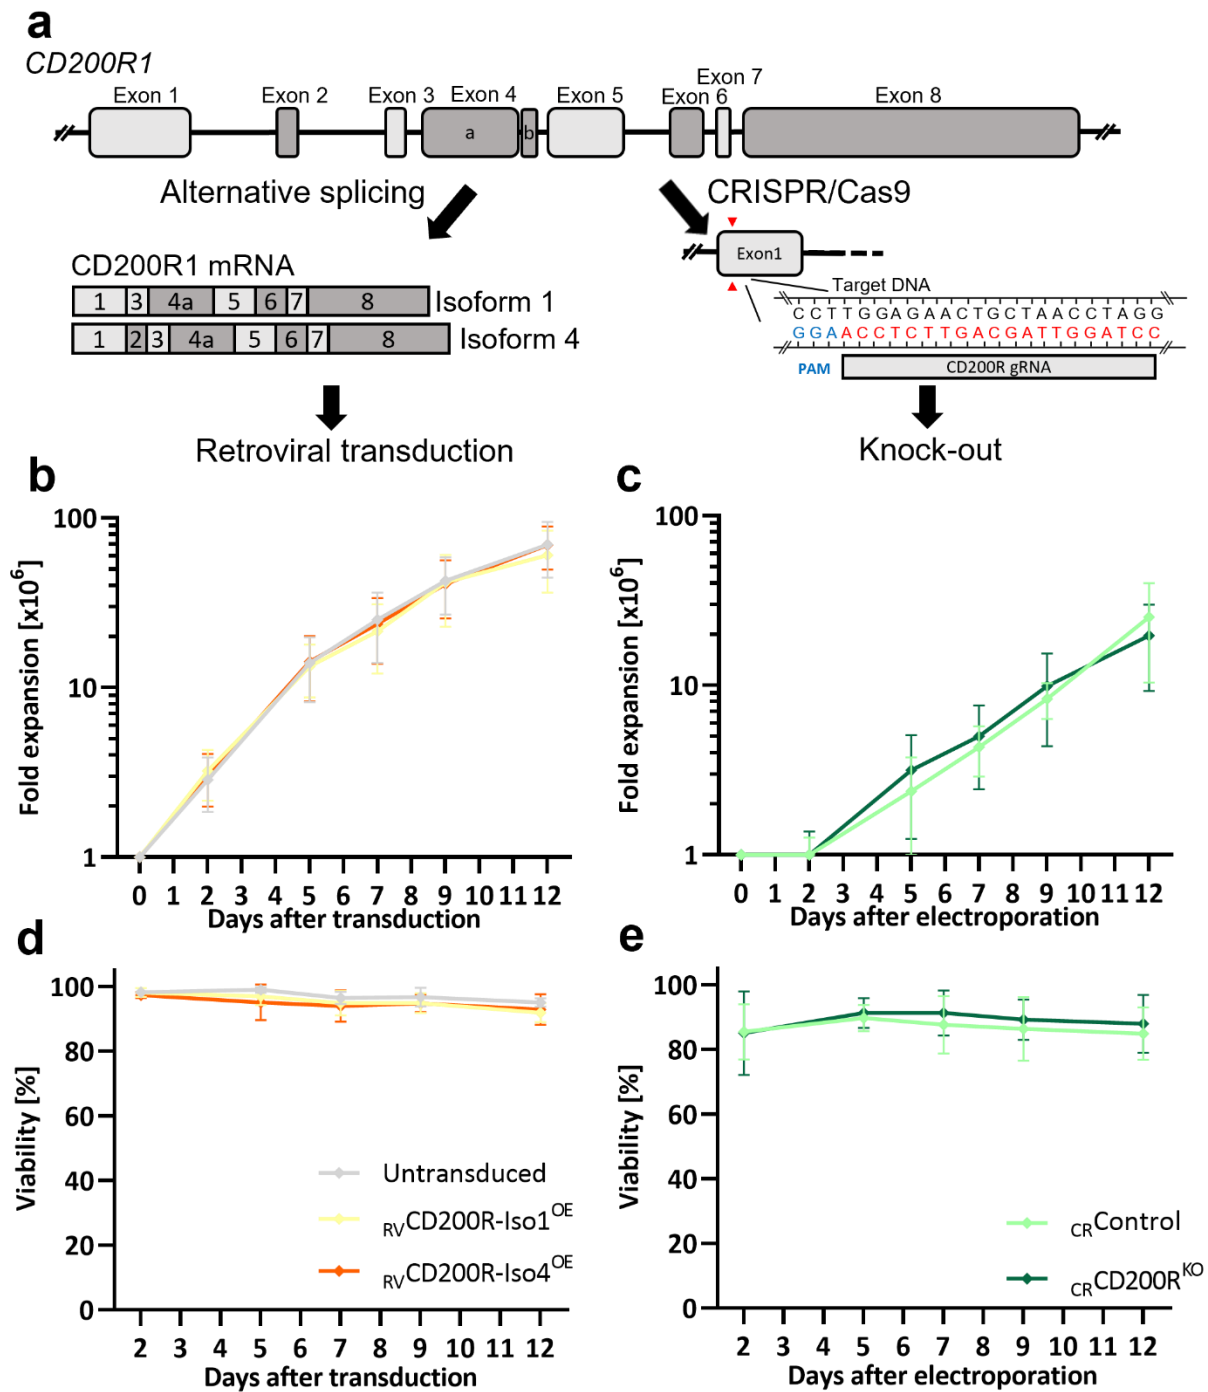 a
CD200R1
Exon 1 Exon 2 Exon 3 Exon 4 Exon 5 Exon 6 Exon 7 Exon 8
a b
Alternative splicing
CRISPR/Cas9
Exon1
CD200R1 mRNA
1 3 4a 5 6 7 8 Isoform 1
1 2 3 4a 5 6 7 8 Isoform 4
Target DNA
CCTTGGAGAACTGCTAACCTAGG
GGAACCTCTTGACGATTGGATCC
PAM CD200R gRNA
Retroviral transduction
Knock-out
b
Fold expansion [x10⁶]
100
10
1
0 1 2 3 4 5 6 7 8 9 10 11 12
Days after transduction
c
Fold expansion [x10⁶]
100
10
1
0 1 2 3 4 5 6 7 8 9 10 11 12
Days after electroporation
d
Viability [%]
100
80
60
40
20
0
Untransduced
RVCD200R-Iso1OE
RVCD200R-Iso4OE
2 3 4 5 6 7 8 9 10 11 12
Days after transduction
e
Viability [%]
100
80
60
40
20
0
CRControl
CRCD200RKO
2 3 4 5 6 7 8 9 10 11 12
Days after electroporation